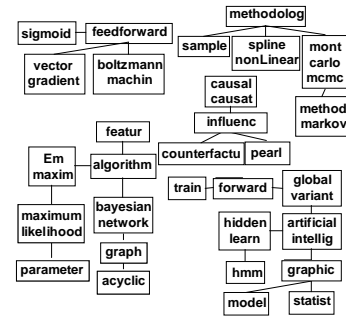 methodolog
sigmoid
feedforward
sample
spline
nonLinear
mont
carlo
mcmc
vector
gradient
boltzmann
machin
causal
causat
method
markov
influenc
featur
counterfactu
pearl
Em
maxim
algorithm
train
forward
global
variant
maximum
likelihood
bayesian
network
hidden
learn
artificial
intellig
graph
parameter
hmm
graphic
acyclic
model
statist